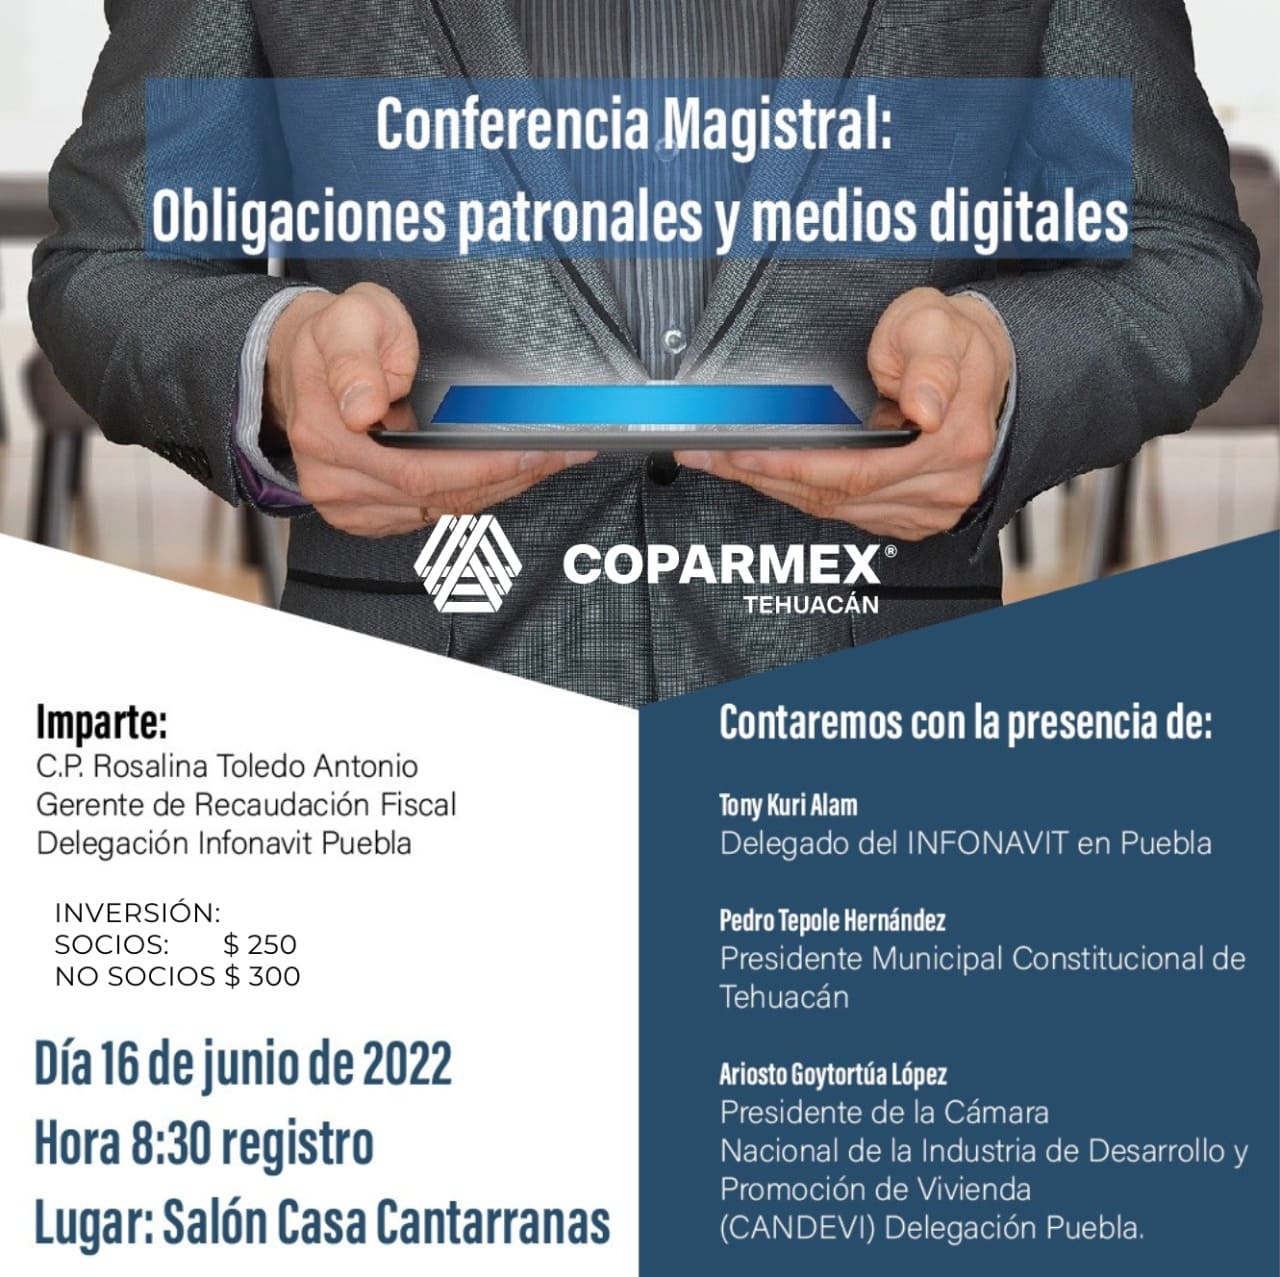 Conferencia Magistral:
Obligaciones patronales y medios digitales
COPARMEX®
TEHUACÁN
Imparte:
C.P. Rosalina Toledo Antonio
Gerente de Recaudación Fiscal
Delegación Infonavit Puebla
INVERSIÓN:
SOCIOS: $ 250
NO SOCIOS $ 300
Día 16 de junio de 2022
Hora 8:30 registro
Lugar: Salón Casa Cantarranas
Contaremos con la presencia de:
Tony Kuri Alam
Delegado del INFONAVIT en Puebla
Pedro Tepole Hernández
Presidente Municipal Constitucional de
Tehuacán
Ariosto Goytortúa López
Presidente de la Cámara
Nacional de la Industria de Desarrollo y
Promoción de Vivienda
(CANDEVI) Delegación Puebla.